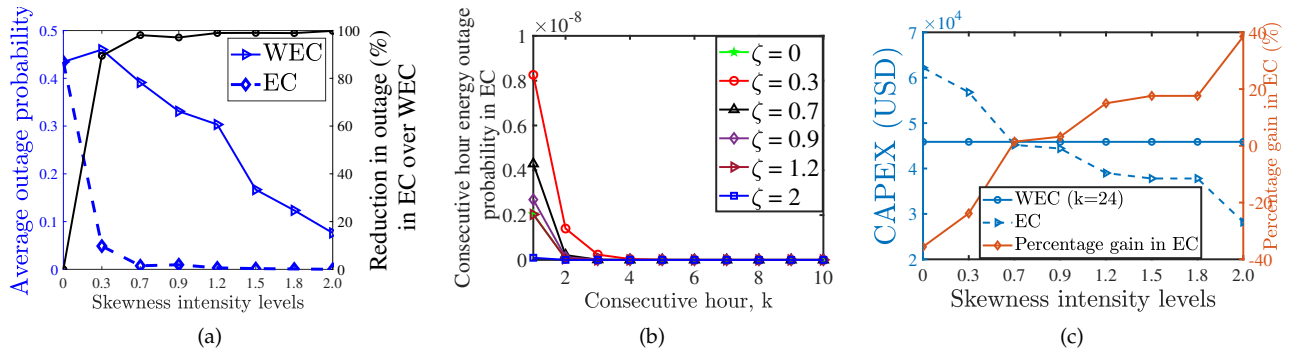 Average outage probability
0.5
0.4
0.3
0.2
0.1
0
0
0.3
0.7
0.9
1.2
1.5
1.8
2.0
Skewness intensity levels
100
80
60
40
20
0
Reduction in outage (%)
in EC over WEC
WEC
EC
(a)
Consecutive hour energy outage
probability in EC
×10^-8
1
0.8
0.6
0.4
0.2
0
2
4
6
8
10
Consecutive hour, k
ζ = 0
ζ = 0.3
ζ = 0.7
ζ = 0.9
ζ = 1.2
ζ = 2
(b)
CAPEX (USD)
×10^4
7
6
5
4
3
2
0
0.3
0.7
0.9
1.2
1.5
1.8
2.0
Skewness intensity levels
40
20
0
-20
-40
Percentage gain in EC (%)
WEC (k=24)
EC
Percentage gain in EC
(c)